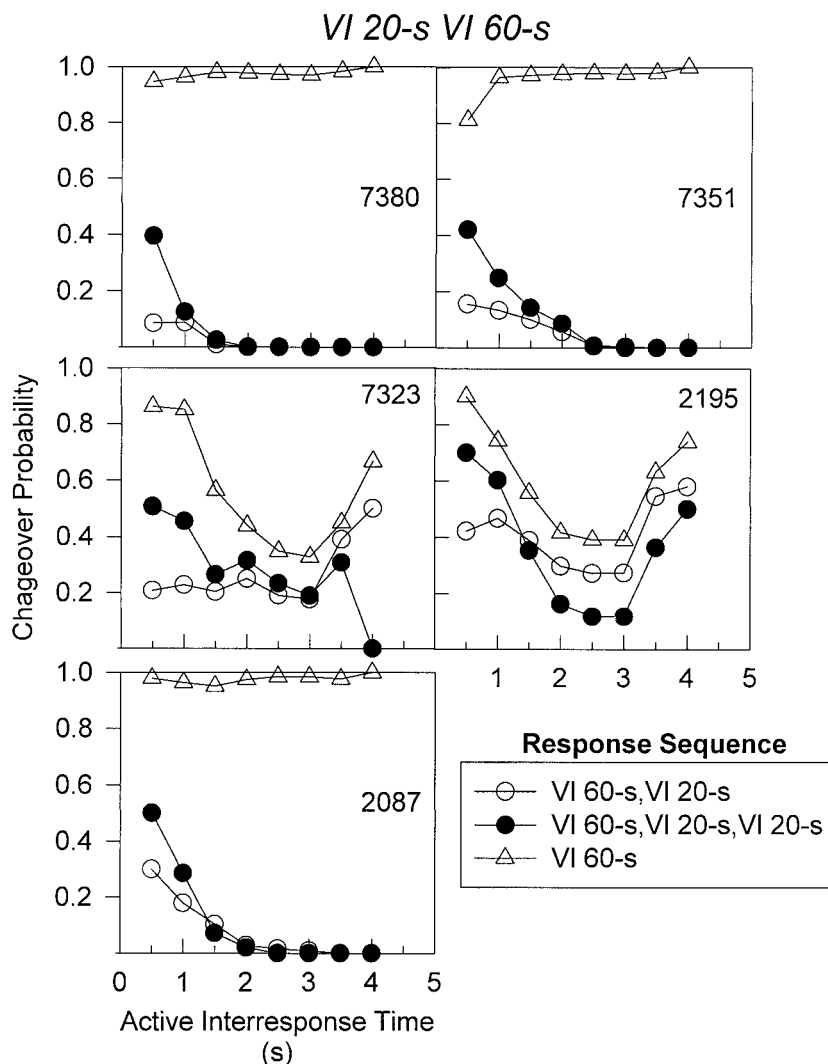 VI 20-s VI 60-s
1.0
0.8
0.6
0.4
0.2
7380
7351
1.0
0.8
0.6
0.4
0.2
7323
2195
Chageover Probability
1 2 3 4 5
1.0
0.8
0.6
0.4
0.2
2087
0 1 2 3 4 5
Active Interresponse Time
(s)
Response Sequence
VI 60-s,VI 20-s
VI 60-s,VI 20-s,VI 20-s
VI 60-s